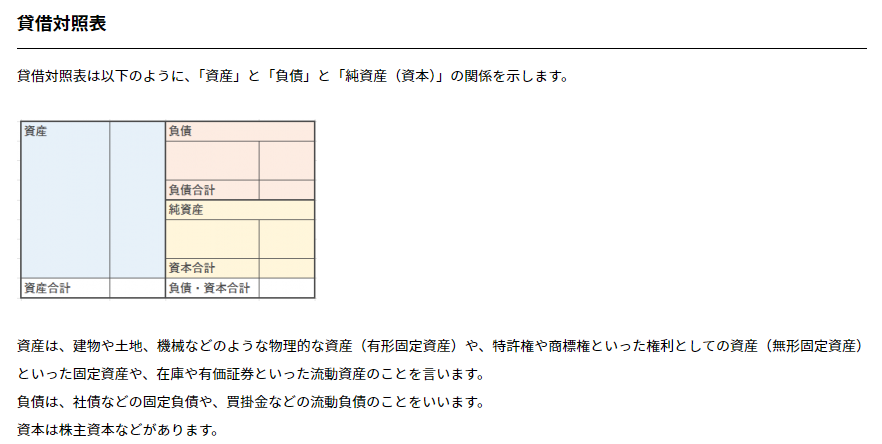 貸借対照表
貸借対照表は以下のように、「資産」と「負債」と「純資産（資本）」の関係を示します。
資産
負債
負債合計
純資産
資本合計
資産合計
負債・資本合計
資産は、建物や土地、機械などのような物理的な資産（有形固定資産）や、特許権や商標権といった権利としての資産（無形固定資産）
といった固定資産や、在庫や有価証券といった流動資産のことを言います。
負債は、社債などの固定負債や、買掛金などの流動負債のことをいいます。
資本は株主資本などがあります。